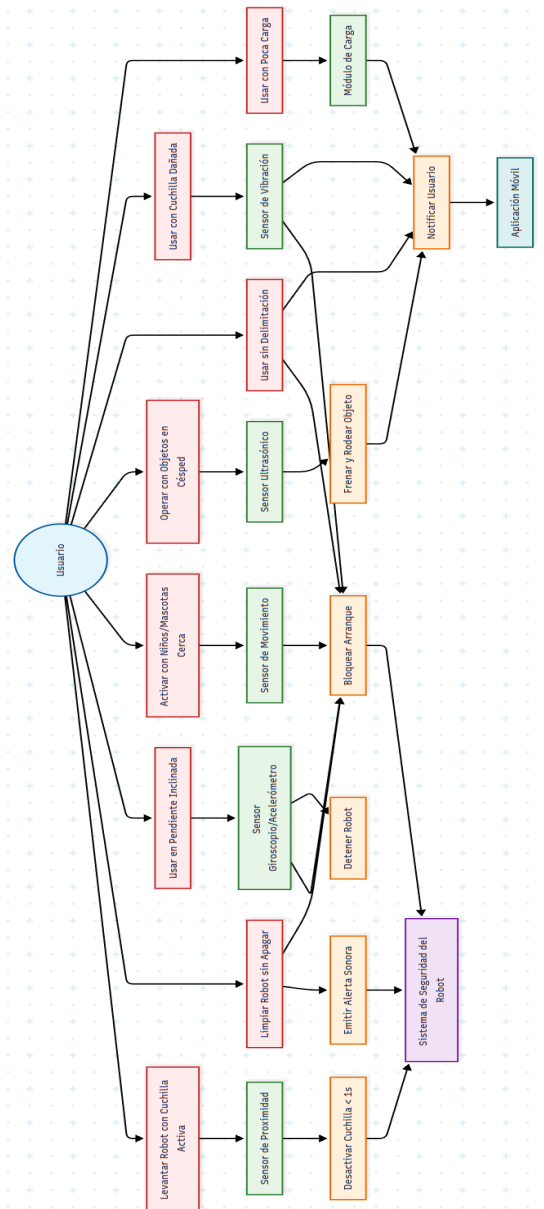 Usuario
Levantar Robot con Cuchilla
Activa
Limpiar Robot sin Apagar
Usar en Pendiente Inclinada
Activar con Niños/Mascotas
Cerca
Operar con Objetos en
Césped
Usar sin Delimitación
Usar con Cuchilla Dañada
Usar con Poca Carga
Sensor de Proximidad
Sensor
Giroscopio/Acelerómetro
Sensor de Movimiento
Sensor Ultrasónico
Sensor de Vibración
Módulo de Carga
Desactivar Cuchilla < 1s
Emitir Alerta Sonora
Detener Robot
Bloquear Arranque
Frenar y Rodear Objeto
Notificar Usuario
Sistema de Seguridad del
Robot
Aplicación Móvil